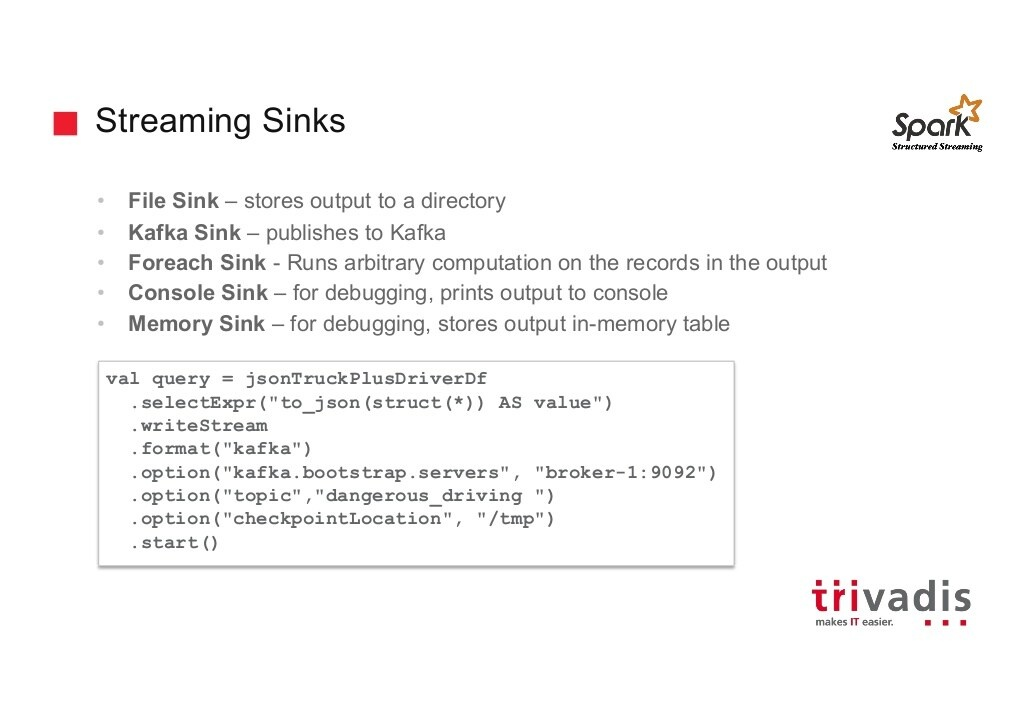 Streaming Sinks
Spark
Structured Streaming
• File Sink – stores output to a directory
• Kafka Sink – publishes to Kafka
• Foreach Sink - Runs arbitrary computation on the records in the output
• Console Sink – for debugging, prints output to console
• Memory Sink – for debugging, stores output in-memory table
val query = jsonTruckPlusDriverDf
  .selectExpr("to_json(struct(*)) AS value")
  .writeStream
  .format("kafka")
  .option("kafka.bootstrap.servers", "broker-1:9092")
  .option("topic","dangerous_driving ")
  .option("checkpointLocation", "/tmp")
  .start()
trivadis
makes IT easier.